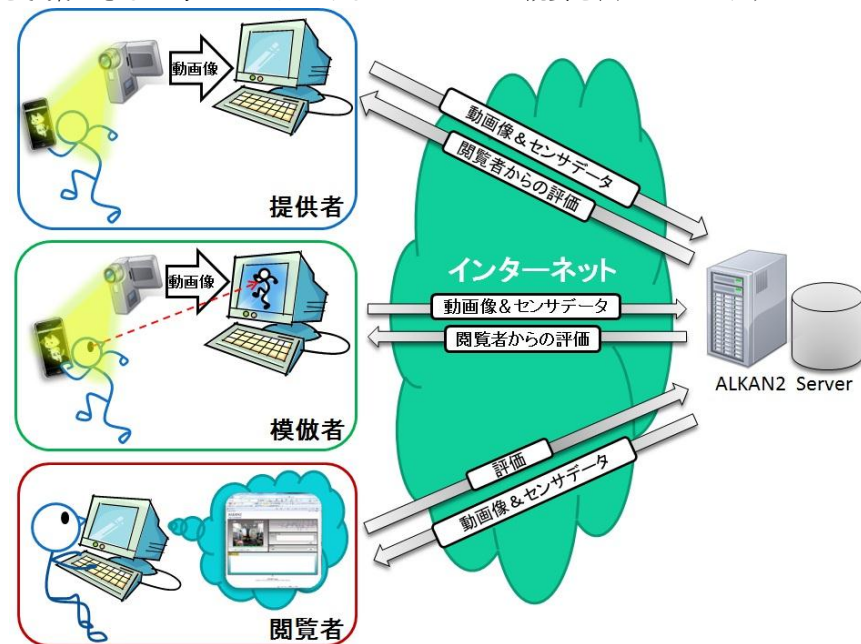 動画像
提供者
動画像&センサデータ
閲覧者からの評価
動画像
模倣者
インターネット
動画像&センサデータ
閲覧者からの評価
ALKAN2 Server
評価
動画像&センサデータ
閲覧者